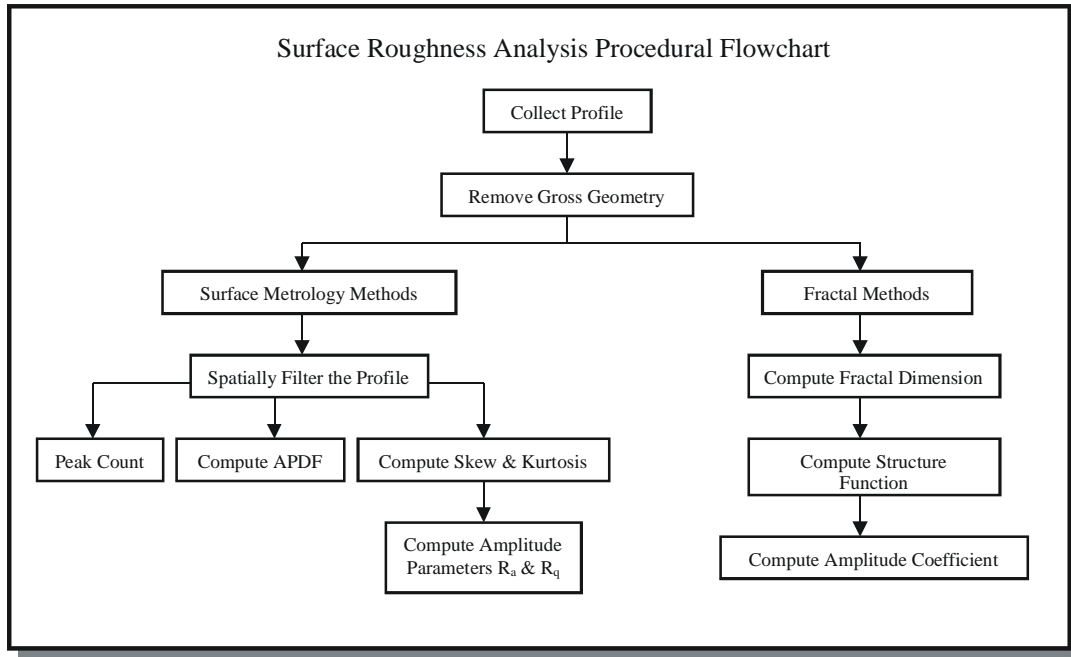 Surface Roughness Analysis Procedural Flowchart
Collect Profile
Remove Gross Geometry
Surface Metrology Methods
Fractal Methods
Spatially Filter the Profile
Compute Fractal Dimension
Peak Count
Compute APDF
Compute Skew & Kurtosis
Compute Structure
Function
Compute Amplitude
Parameters Ra & Rq
Compute Amplitude Coefficient